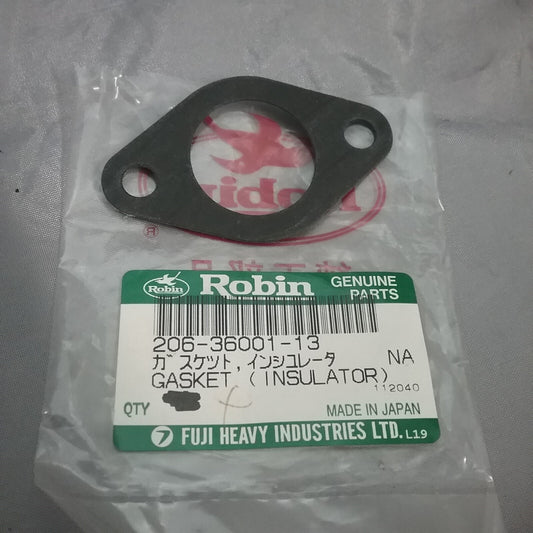 Robin
®
Robin
GENUINE
PARTS
206-36001-13
ガスケツト,インシユレータ NA
GASKET,(INSULATOR)
112040
QTY
MADE IN JAPAN
FUJI HEAVY INDUSTRIES LTD. L19